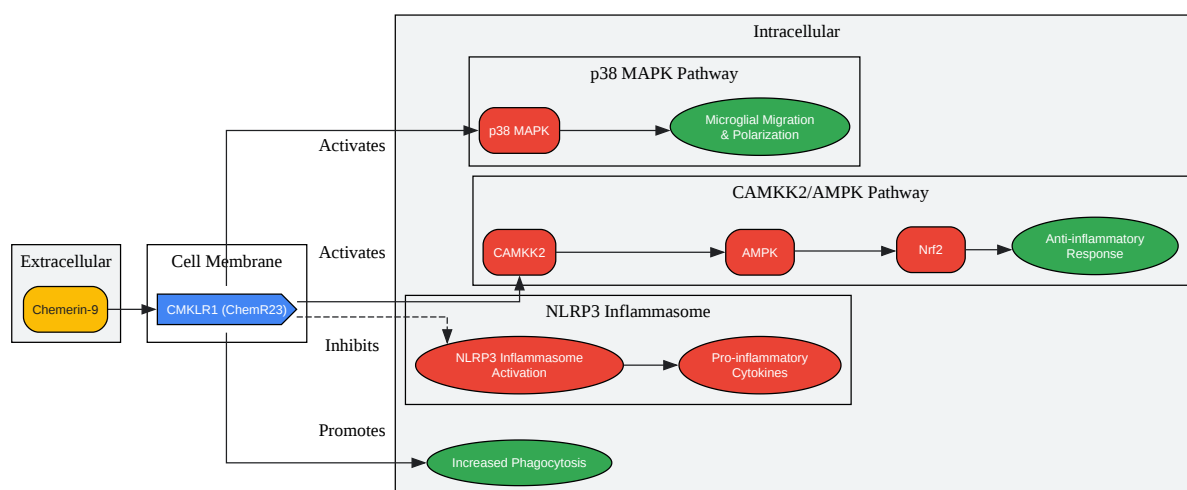 Intracellular
p38 MAPK Pathway
p38 MAPK
Microglial Migration
& Polarization
Activates
CAMKK2/AMPK Pathway
CAMKK2
AMPK
Nrf2
Anti-inflammatory
Response
Activates
Extracellular
Chemerin-9
Cell Membrane
CMKLR1 (ChemR23)
NLRP3 Inflammasome
Inhibits
NLRP3 Inflammasome
Activation
Pro-inflammatory
Cytokines
Promotes
Increased Phagocytosis